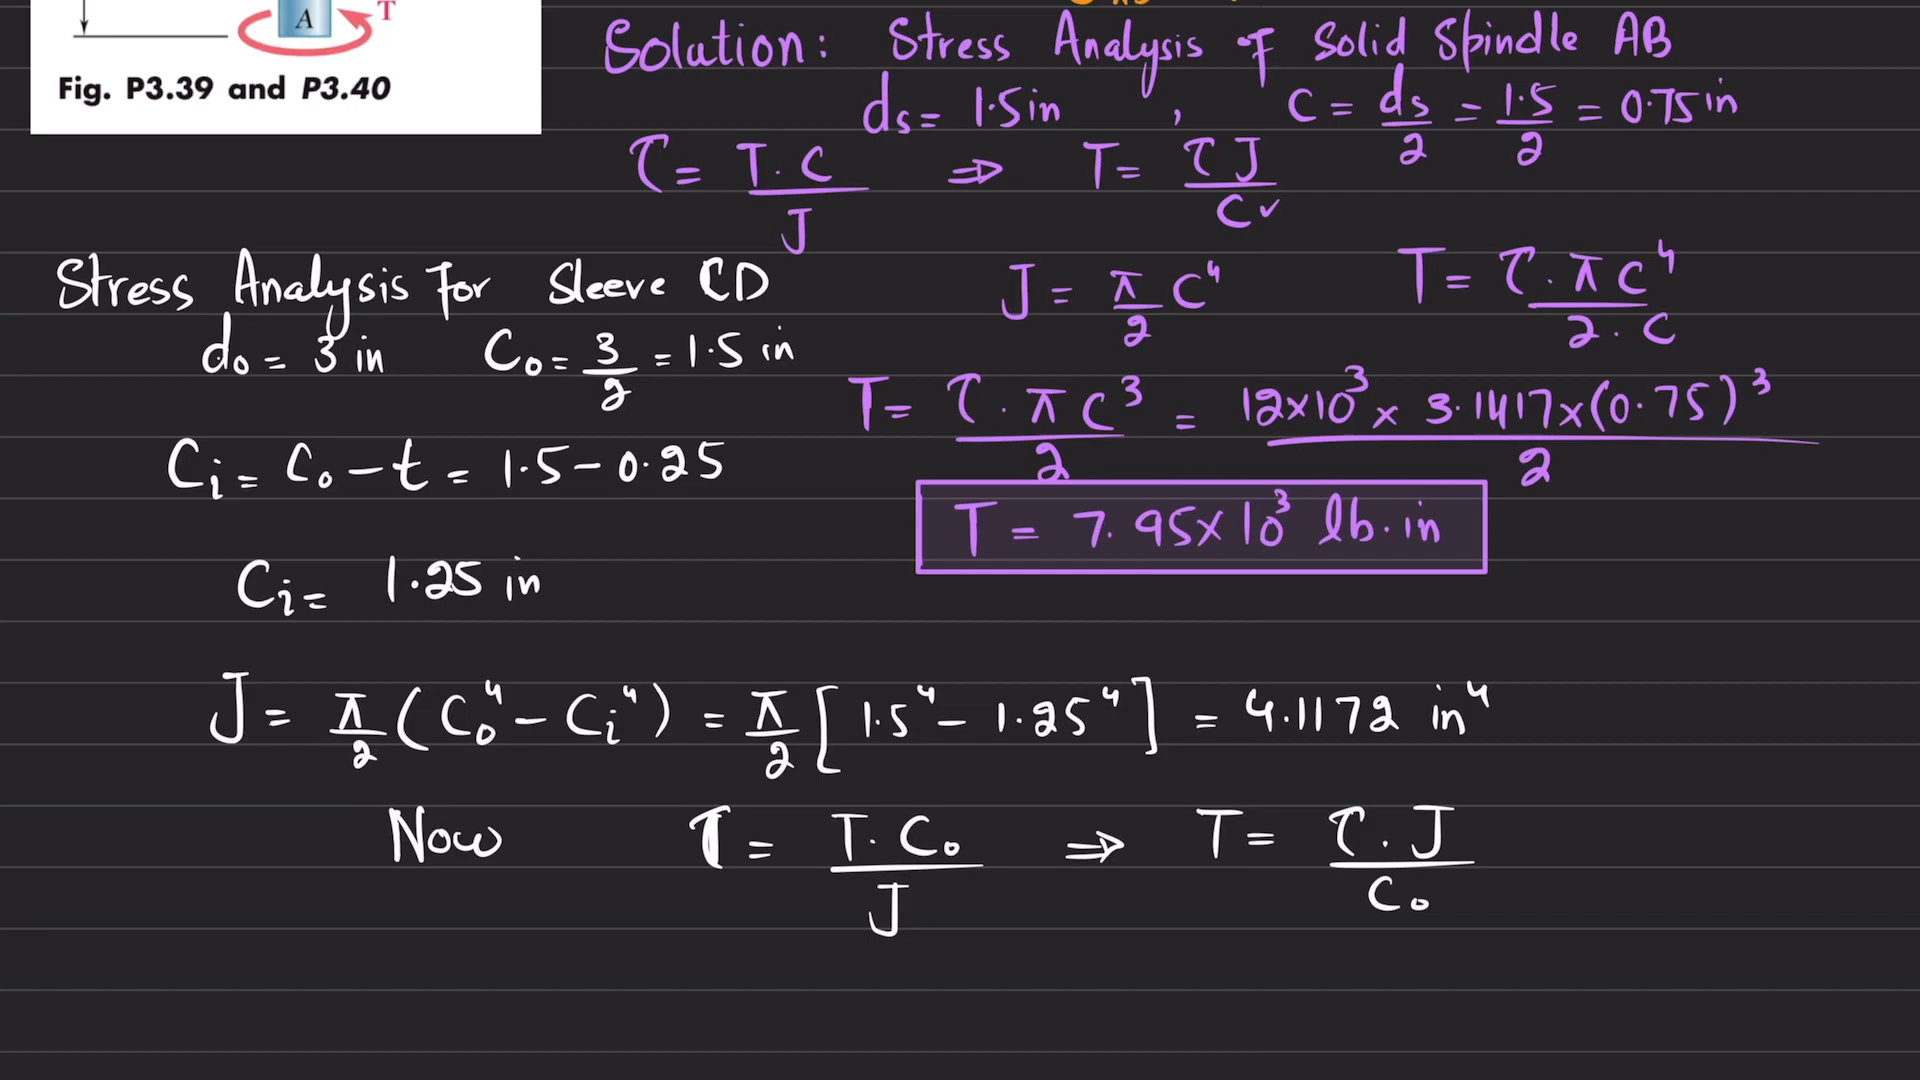 A T
Fig. P3.39 and P3.40
Solution: Stress Analysis of Solid Spindle AB
ds = 1.5in , C = ds/2 = 1.5/2 = 0.75in
τ = T.C/J ⇒ T = τJ/C ✓
J = π/2 C⁴ T = τ.πC⁴/2.C
T = τ.πC³/2 = 12×10³ × 3.1417×(0.75)³/2
T = 7.95×10³ lb.in
Stress Analysis For Sleeve CD
do = 3 in Co = 3/2 = 1.5 in
Ci = Co – t = 1.5 – 0.25
Ci = 1.25 in
J = π/2 (Co⁴ – Ci⁴) = π/2 [1.5⁴ – 1.25⁴] = 4.1172 in⁴
Now τ = T.Co/J ⇒ T = τ.J/Co